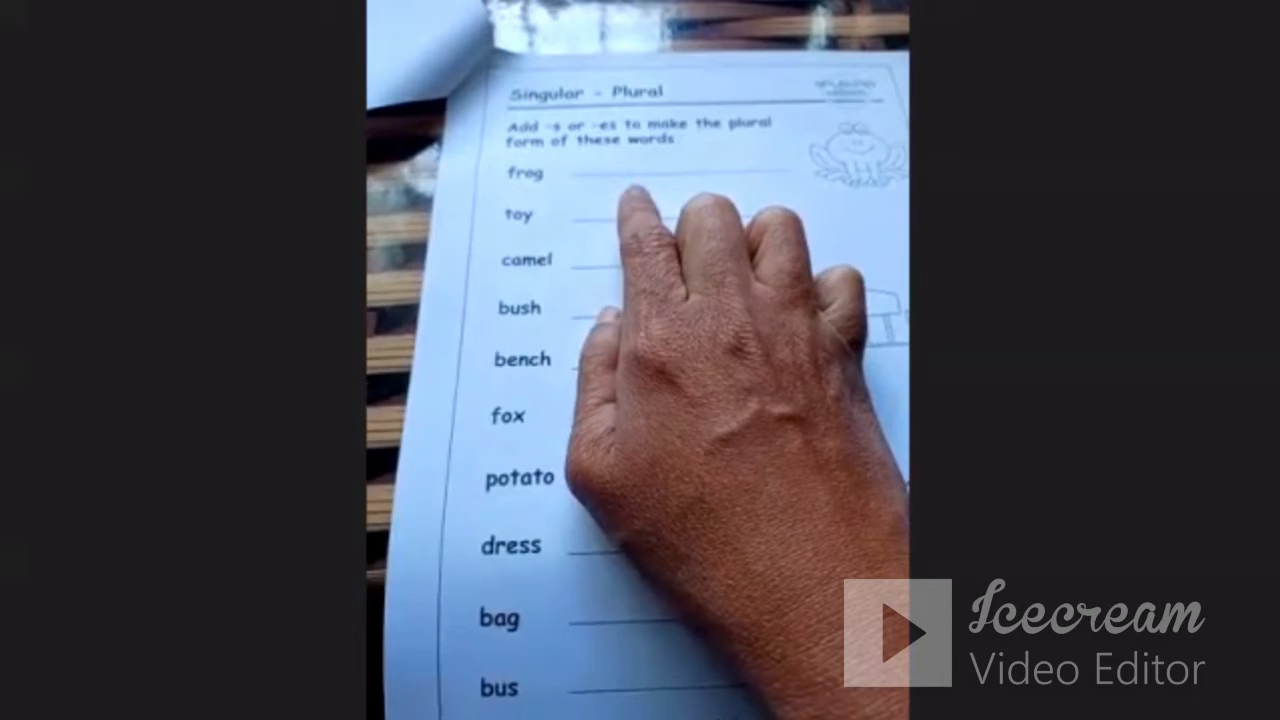 Singular - Plural
Add -s or -es to make the plural
form of these words
frog
toy
camel
bush
bench
fox
potato
dress
bag
bus
Icecream
Video Editor